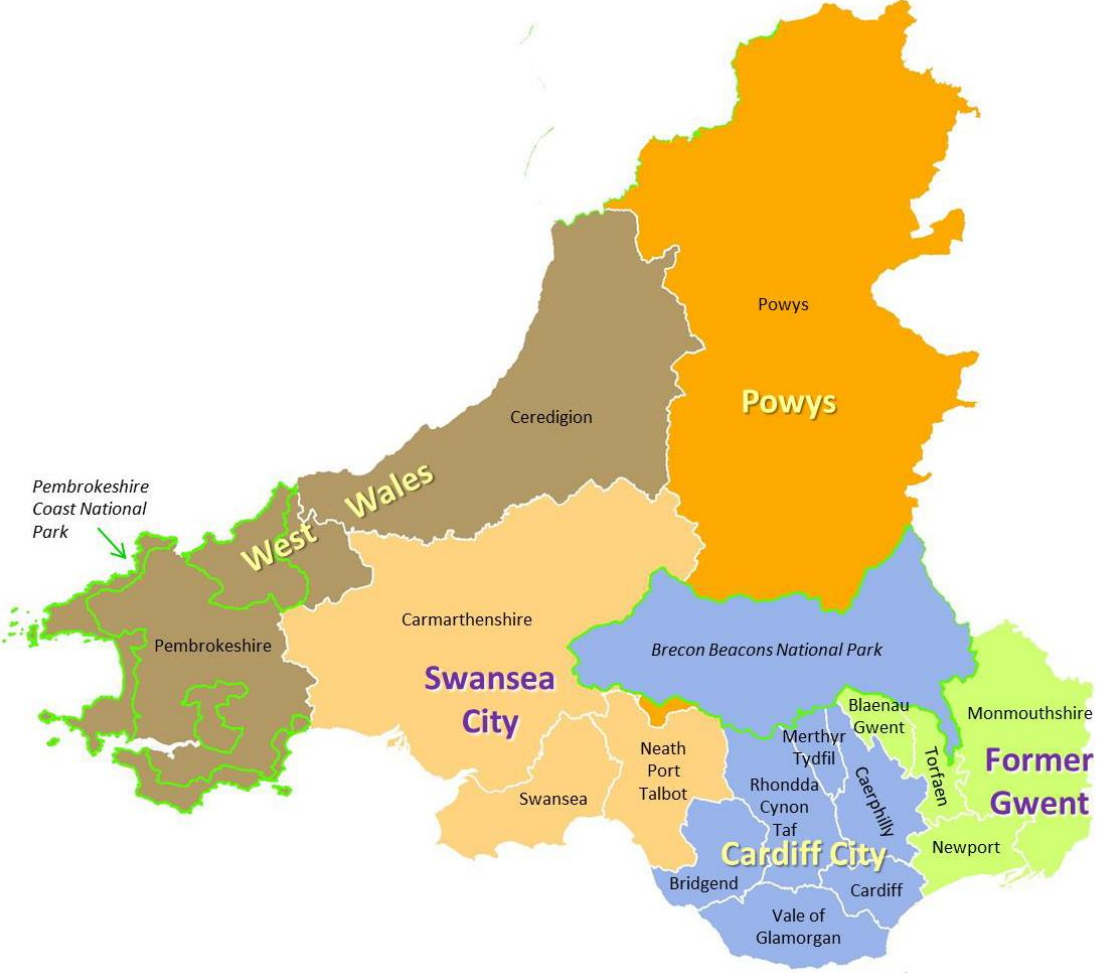 Powys
Powys
Ceredigion
West Wales
Pembrokeshire
Coast National
Park
Pembrokeshire
Carmarthenshire
Swansea
City
Brecon Beacons National Park
Blaenau
Gwent
Monmouthshire
Former
Gwent
Merthyr
Tydfil
Neath
Port
Talbot
Swansea
Rhondda
Cynon
Taf
Caerphilly
Torfaen
Newport
Cardiff City
Bridgend
Cardiff
Vale of
Glamorgan